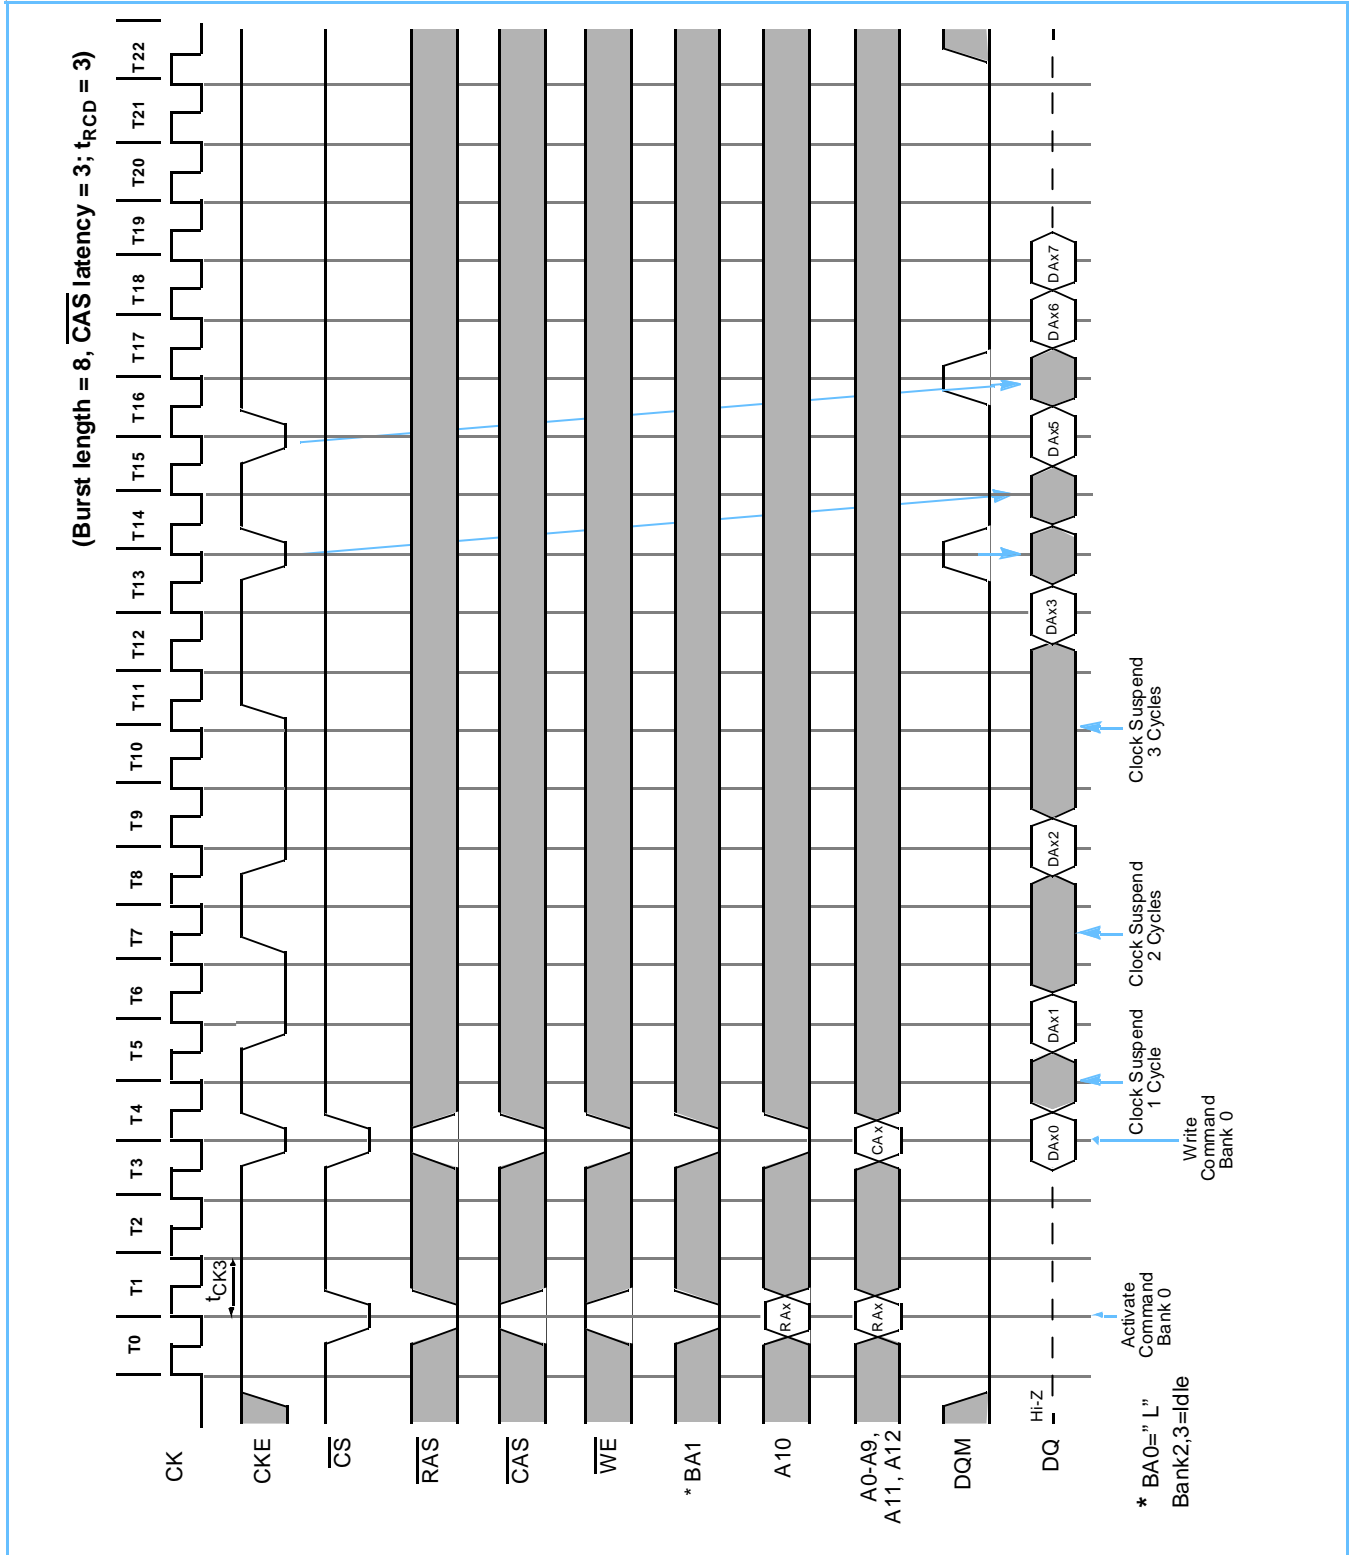 (Burst length = 8, CAS latency = 3; tRCD = 3)
T0 T1 T2 T3 T4 T5 T6 T7 T8 T9 T10 T11 T12 T13 T14 T15 T16 T17 T18 T19 T20 T21 T22
CK
tCK3
CKE
CS
RAS
CAS
WE
* BA1
A10
RAx
A0-A9,
A11, A12
RAx CAx
DQM
DQ
Hi-Z
DAx0 DAx1 DAx2 DAx3 DAx5 DAx6 DAx7
Activate
Command
Bank 0
Write
Command
Bank 0
Clock Suspend
1 Cycle
Clock Suspend
2 Cycles
Clock Suspend
3 Cycles
* BA0=” L”
Bank2,3=Idle